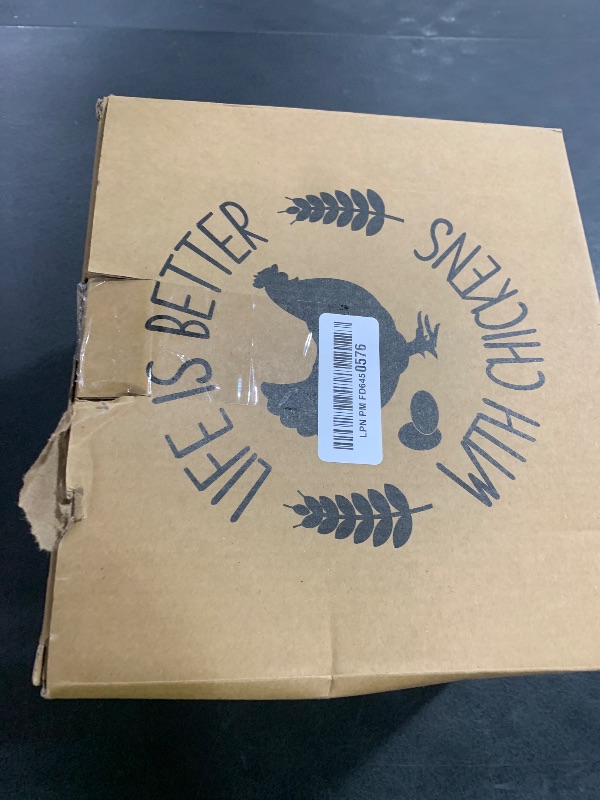 LIFE IS BETTER
WITH CHICKENS
LPN PM FD6450576